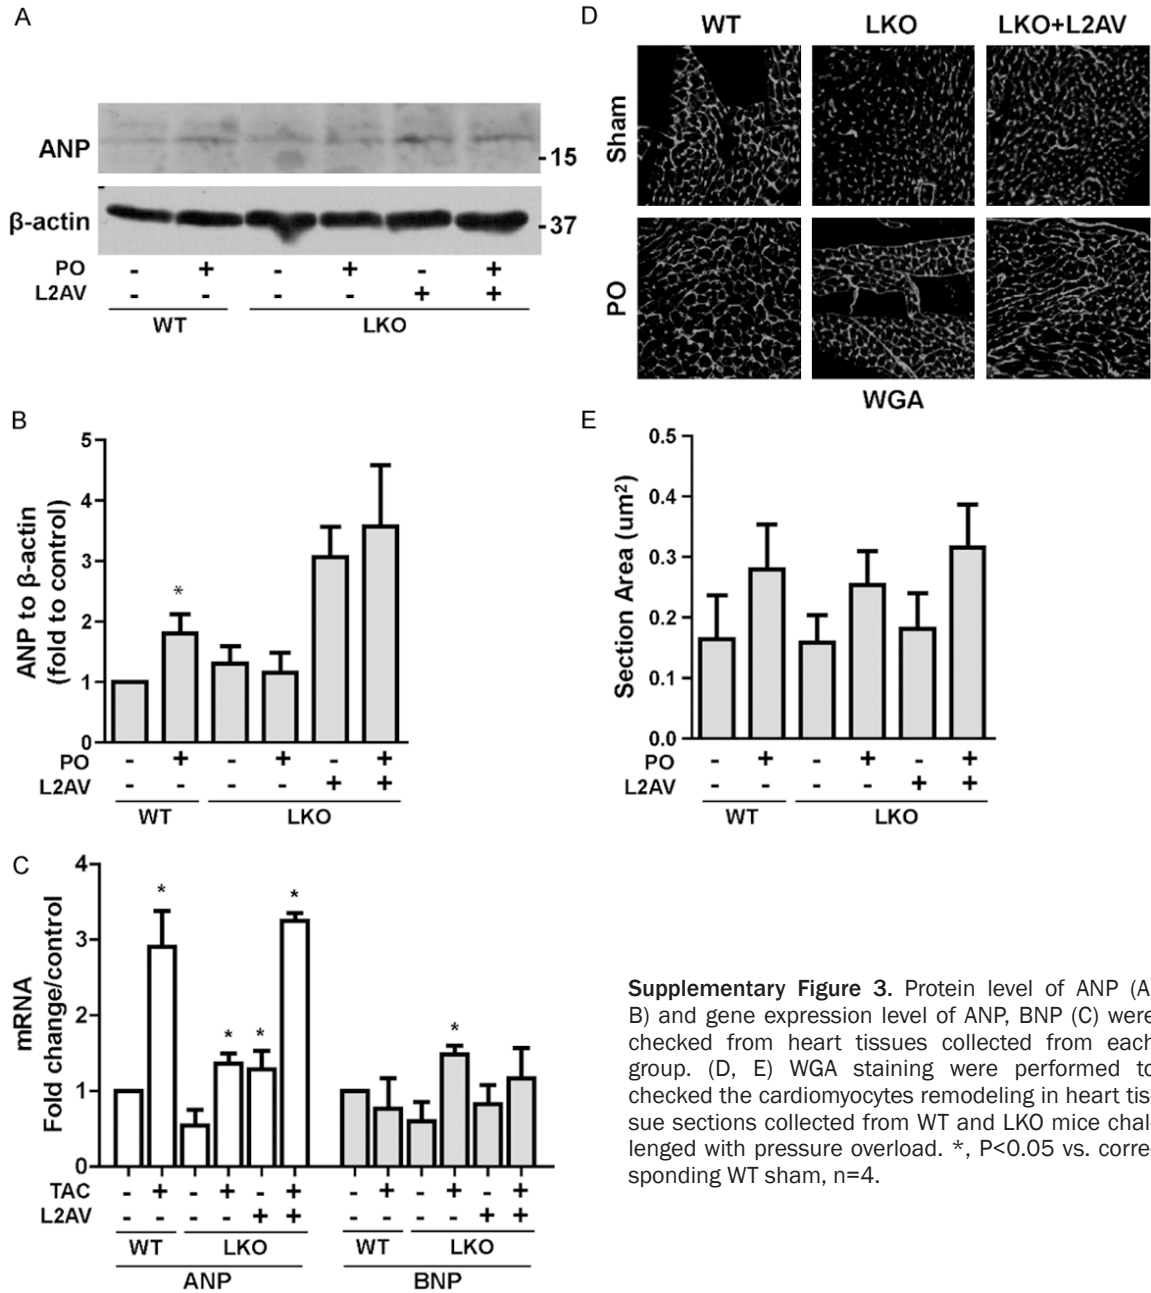 A
ANP
-15
β-actin
-37
PO - + - + - +
L2AV - - - - + +
WT LKO
B
ANP to β-actin
(fold to control)
5
4
3
2
1
0
*
PO - + - + - +
L2AV - - - - + +
WT LKO
C
mRNA
Fold change/control
4
3
2
1
0
* * * * *
TAC - + - + - + - + - + - +
L2AV - - - - + + - - - - + +
WT LKO WT LKO
ANP BNP
D
WT LKO LKO+L2AV
Sham
PO
WGA
E
Section Area (um²)
0.5
0.4
0.3
0.2
0.1
0.0
PO - + - + - +
L2AV - - - - + +
WT LKO
Supplementary Figure 3. Protein level of ANP (A,
B) and gene expression level of ANP, BNP (C) were
checked from heart tissues collected from each
group. (D, E) WGA staining were performed to
checked the cardiomyocytes remodeling in heart tis-
sue sections collected from WT and LKO mice chal-
lenged with pressure overload. *, P<0.05 vs. corre-
sponding WT sham, n=4.